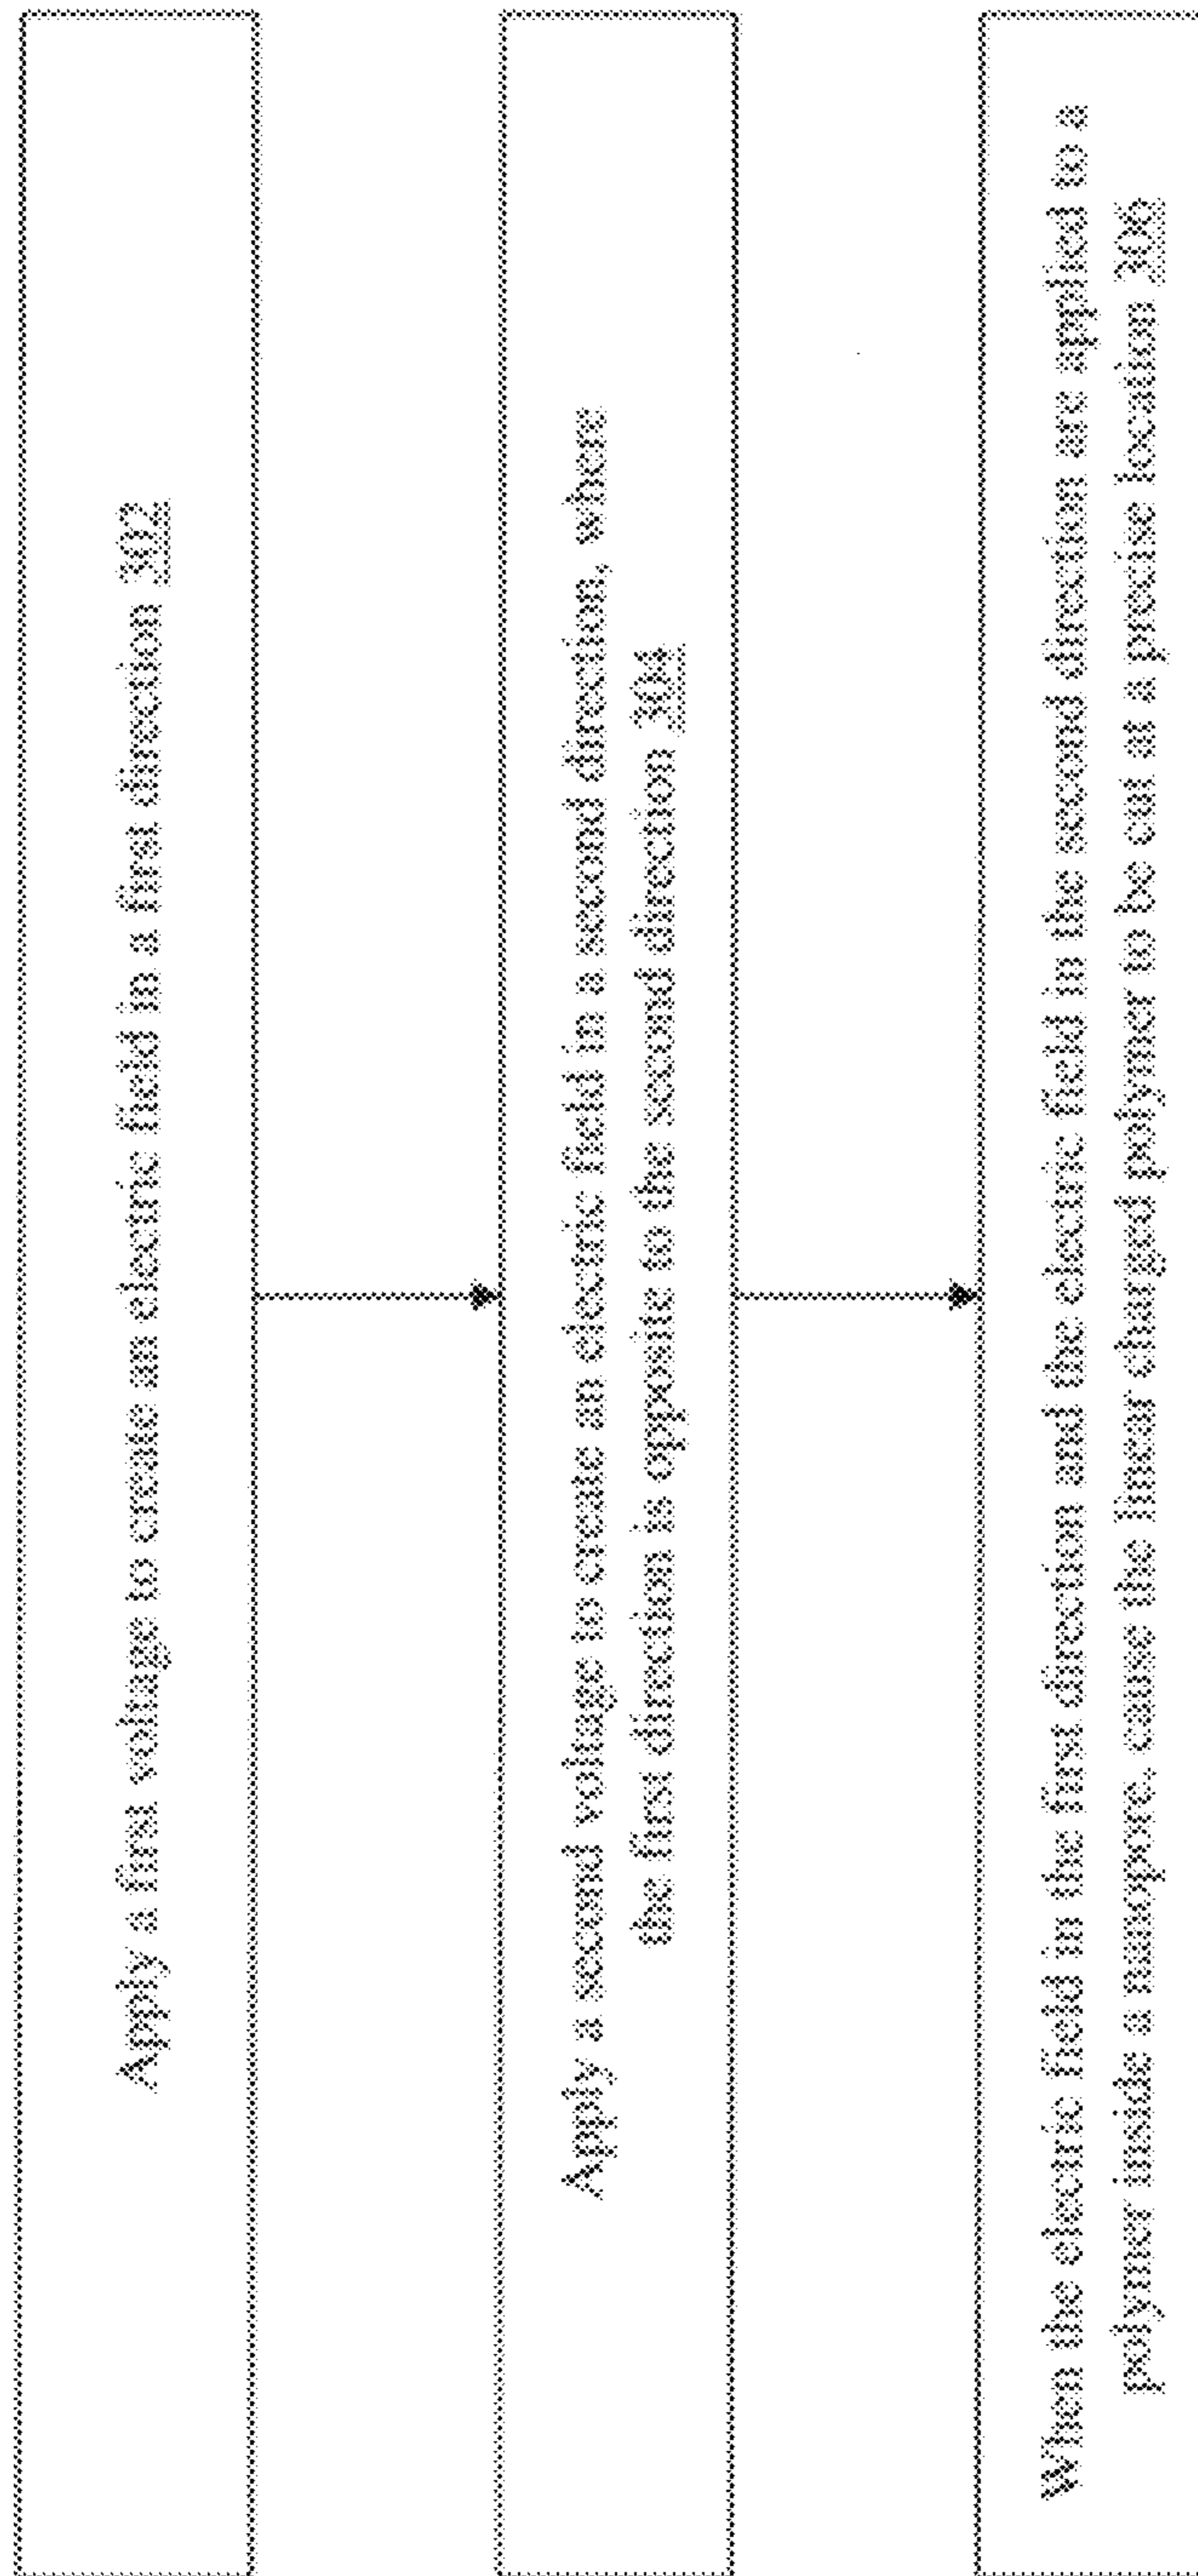 Apply a first voltage to create an electric field in a first direction 302
Apply a second voltage to create an electric field in a second direction, where
the first direction is opposite to the second direction 304
When the electric field in the first direction and the electric field in the second direction are applied to a
polymer inside a nanopore, cause the linear charged polymer to be cut at a precise location 306